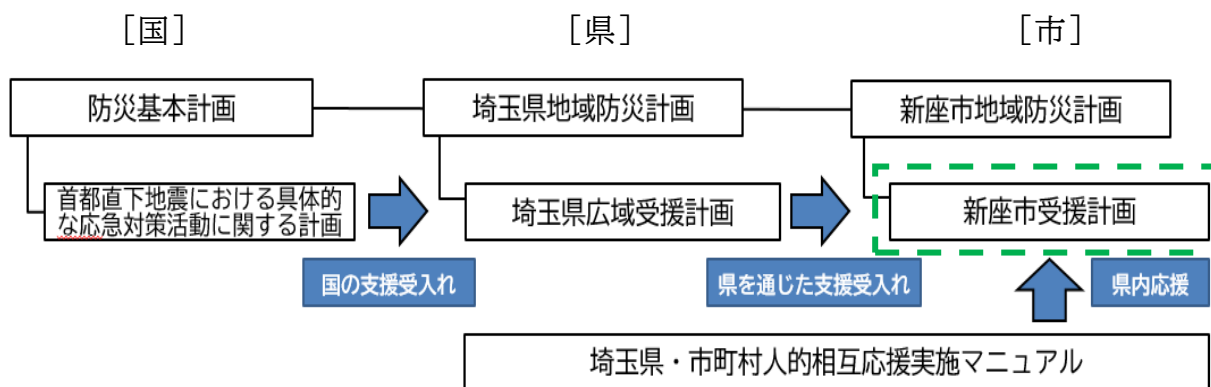 ［国］
［県］
［市］
防災基本計画
埼玉県地域防災計画
新座市地域防災計画
首都直下地震における具体的
な応急対策活動に関する計画
埼玉県広域受援計画
新座市受援計画
国の支援受入れ
県を通じた支援受入れ
県内応援
埼玉県・市町村人的相互応援実施マニュアル